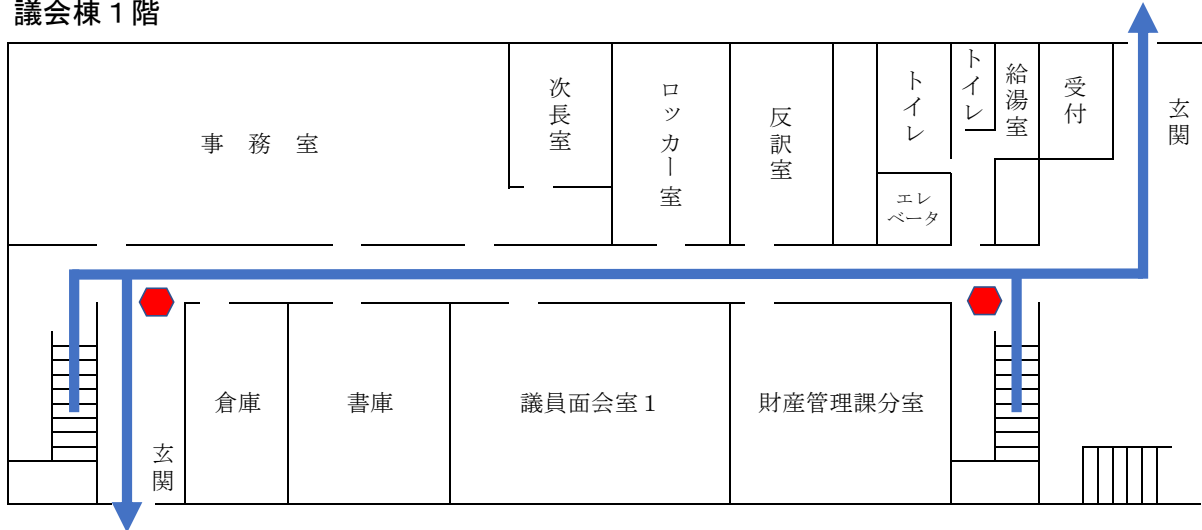 議会棟１階
事務室
次長室
ロッカー室
反訳室
トイレ
トイレ
給湯室
受付
玄関
エレ
ベータ
倉庫
書庫
議員面会室１
財産管理課分室
玄関